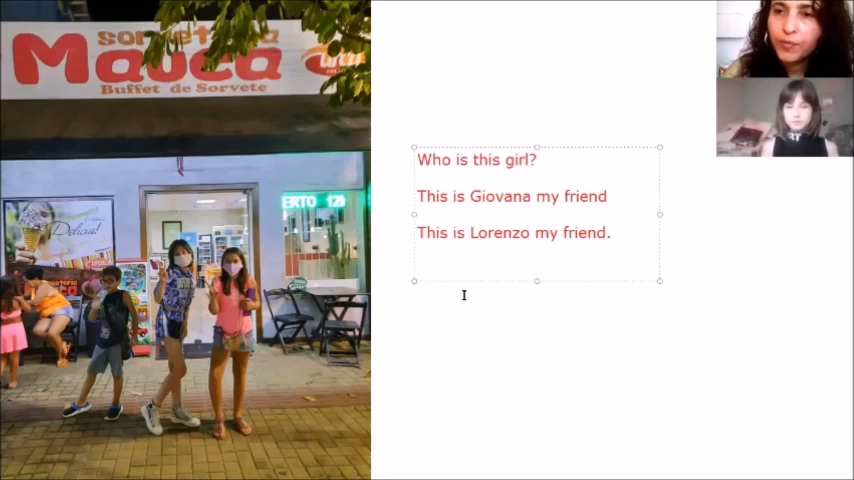 sorveteria
Mauca
Buffet de Sorvete
Delícia!
ERTO 12h
Who is this girl?
This is Giovana my friend
This is Lorenzo my friend.